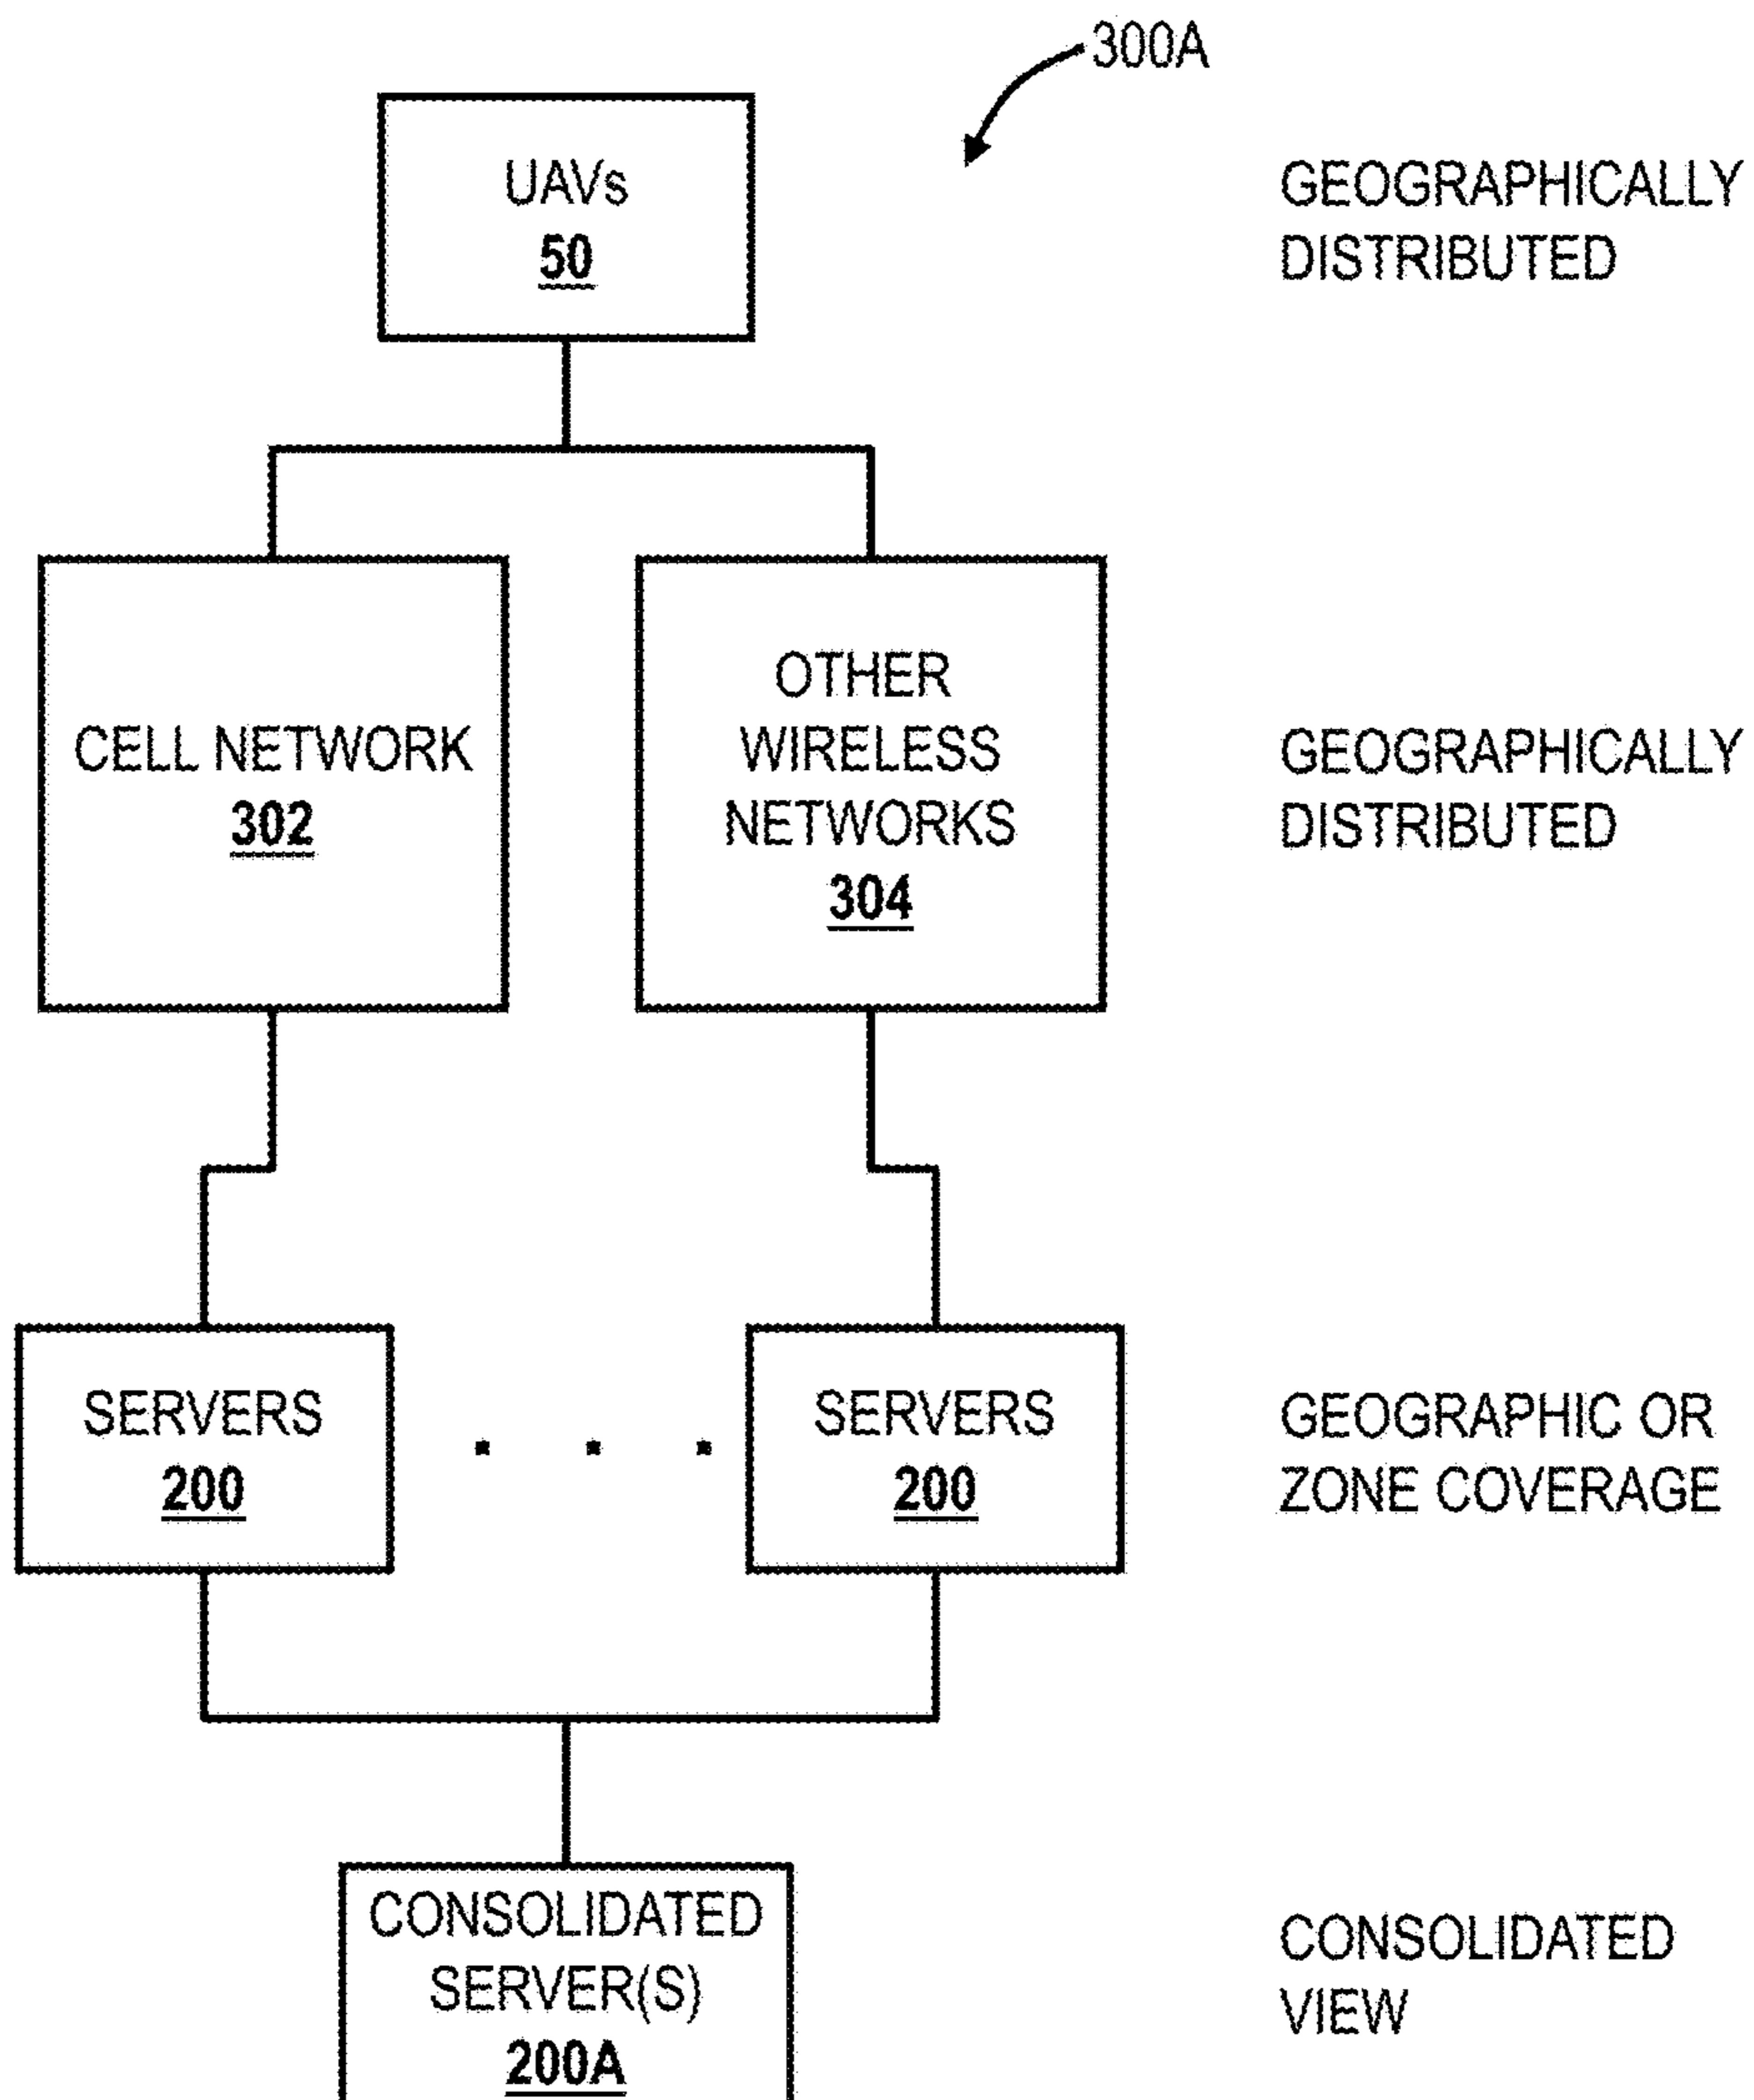 300A
UAVs
50
GEOGRAPHICALLY
DISTRIBUTED
CELL NETWORK
302
OTHER
WIRELESS
NETWORKS
304
GEOGRAPHICALLY
DISTRIBUTED
SERVERS
200
. . .
SERVERS
200
GEOGRAPHIC OR
ZONE COVERAGE
CONSOLIDATED
SERVER(S)
200A
CONSOLIDATED
VIEW